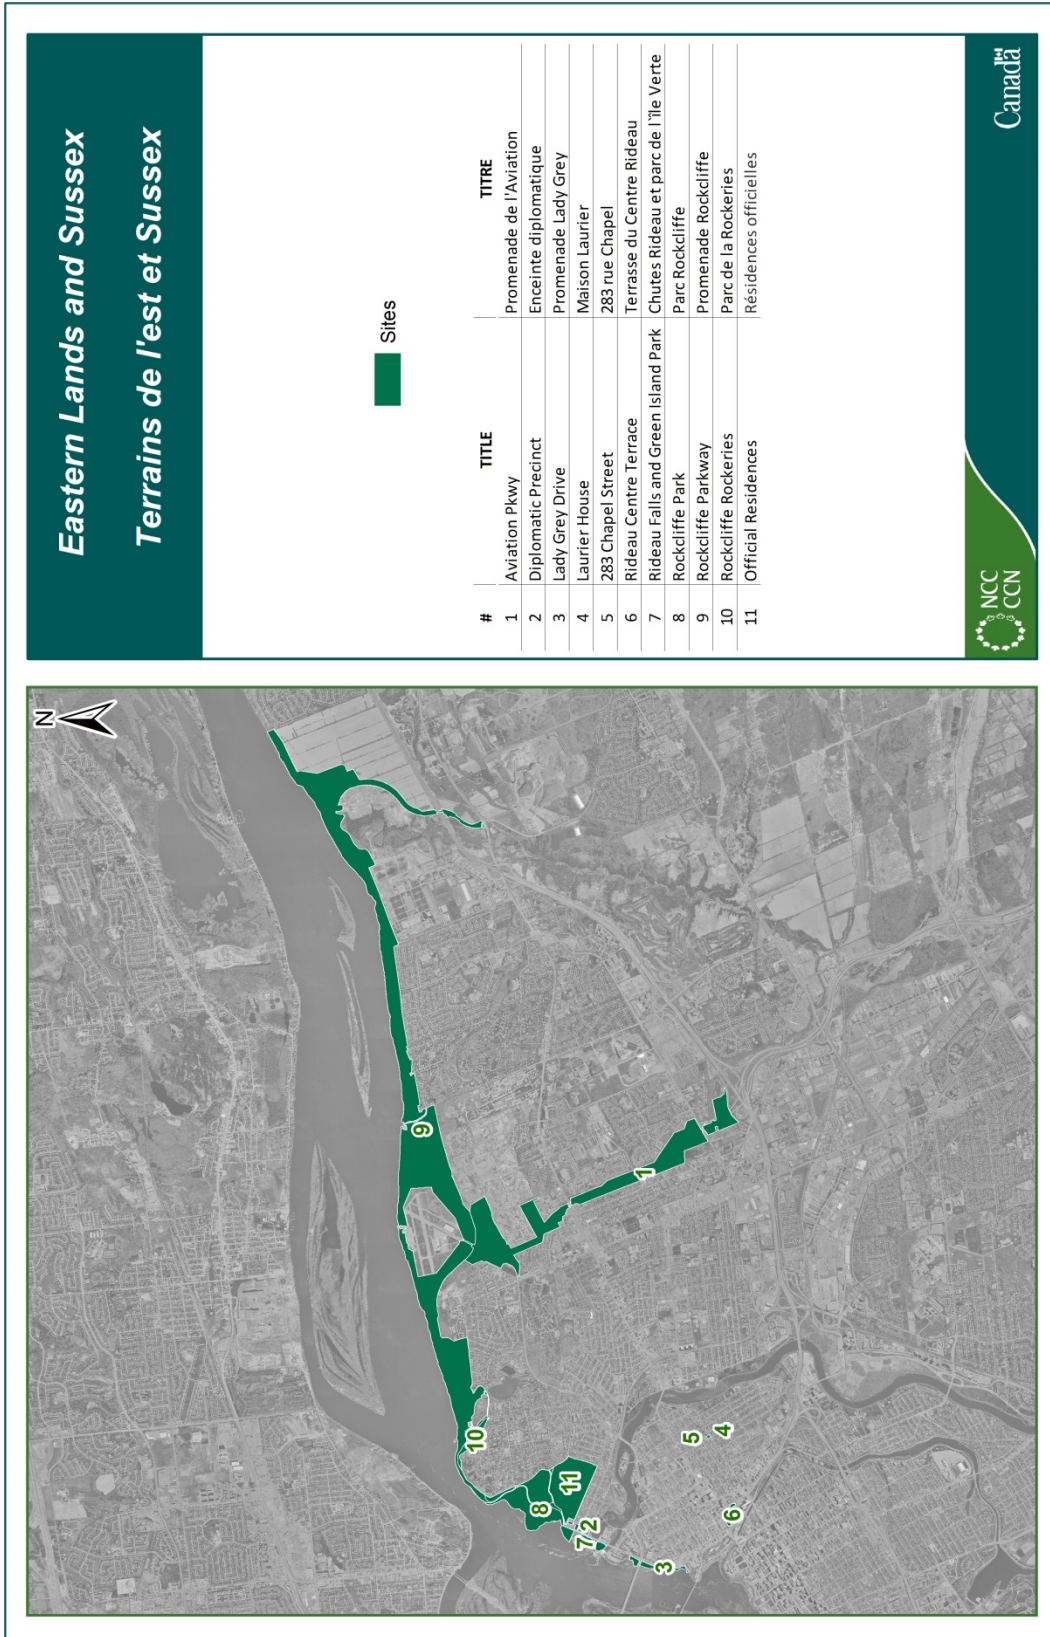 Eastern Lands and Sussex
Terrains de l'est et Sussex
Sites
# TITLE TITRE
1 Aviation Pkwy Promenade de l'Aviation
2 Diplomatic Precinct Enceinte diplomatique
3 Lady Grey Drive Promenade Lady Grey
4 Laurier House Maison Laurier
5 283 Chapel Street 283 rue Chapel
6 Rideau Centre Terrace Terrasse du Centre Rideau
7 Rideau Falls and Green Island Park Chutes Rideau et parc de l`île Verte
8 Rockcliffe Park Parc Rockcliffe
9 Rockcliffe Parkway Promenade Rockcliffe
10 Rockcliffe Rockeries Parc de la Rockeries
11 Official Residences Résidences officielles
NCC
CCN
Canada
N
9
10
1
11
8
2
7
5
4
6
3